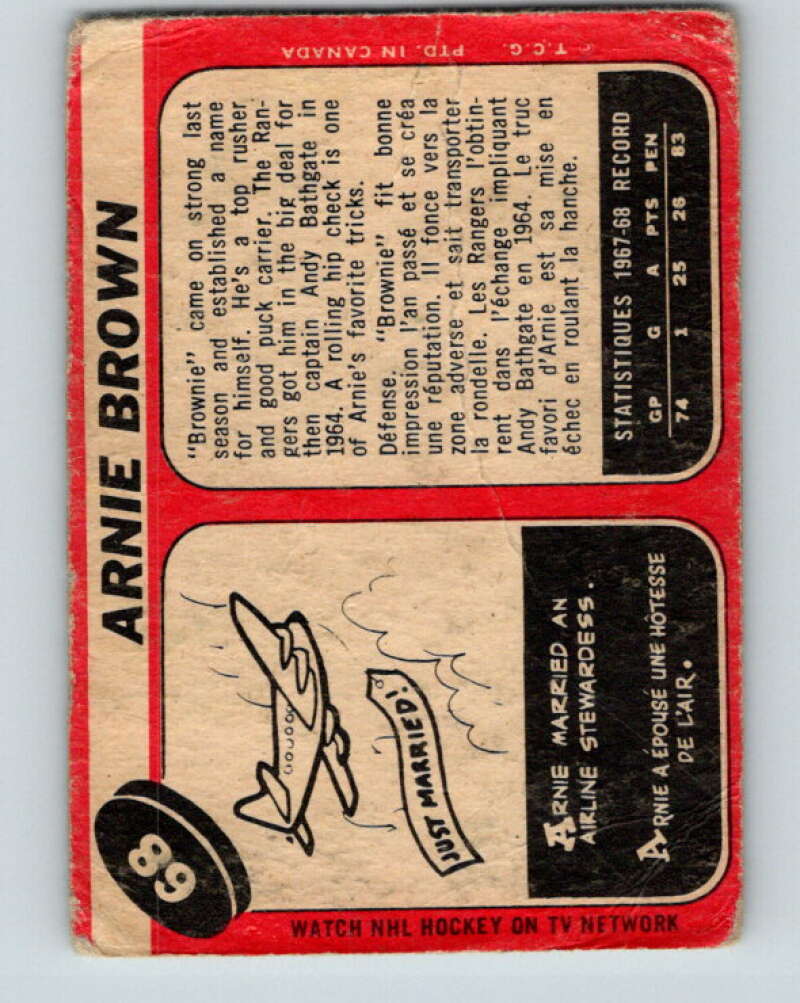 68
ARNIE BROWN
JUST MARRIED!
ARNIE MARRIED AN
AIRLINE STEWARDESS.
ARNIE A ÉPOUSÉ UNE HÔTESSE
DE L'AIR.
WATCH NHL HOCKEY ON TV NETWORK
"Brownie" came on strong last
season and established a name
for himself. He's a top rusher
and good puck carrier. The Ran-
gers got him in the big deal for
then captain Andy Bathgate in
1964. A rolling hip check is one
of Arnie's favorite tricks.
Défense. "Brownie" fit bonne
impression l'an passé et se créa
une réputation. Il fonce vers la
zone adverse et sait transporter
la rondelle. Les Rangers l'obtin-
rent dans l'échange impliquant
Andy Bathgate en 1964. Le truc
favori d'Arnie est sa mise en
échec en roulant la hanche.
STATISTIQUES 1967-68 RECORD
GP G A PTS PEN
74 1 25 26 83
© T.C.G. PTD. IN CANADA